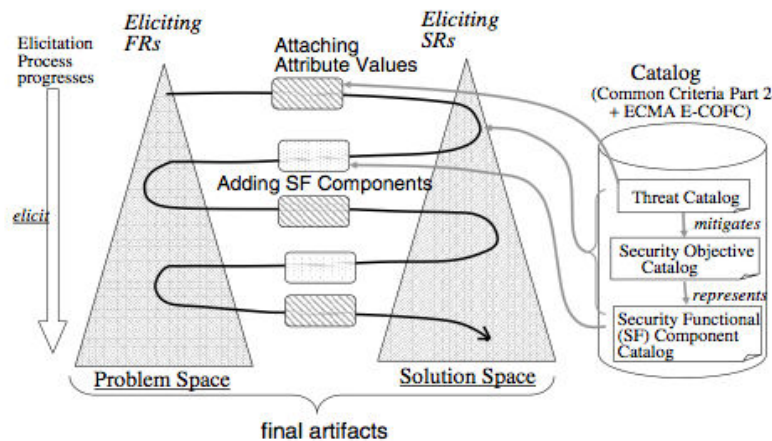 Elicitation
Process
progresses
Eliciting
FRs
Attaching
Attribute Values
Eliciting
SRs
Catalog
(Common Criteria Part 2
+ ECMA E-COFC)
Adding SF Components
elicit
Threat Catalog
mitigates
Security Objective
Catalog
represents
Security Functional
(SF) Component
Catalog
Problem Space
Solution Space
final artifacts